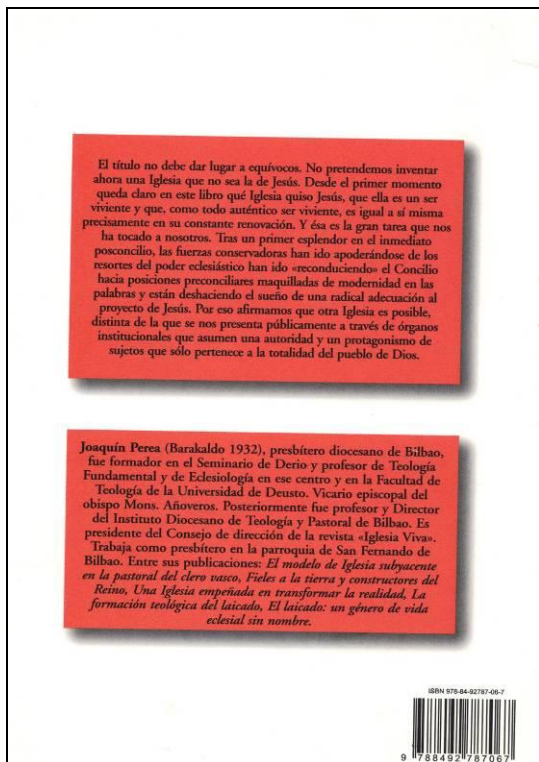 El título no debe dar lugar a equívocos. No pretendemos inventar
ahora una Iglesia que no sea la de Jesús. Desde el primer momento
queda claro en este libro qué Iglesia quiso Jesús, que ella es un ser
viviente y que, como todo auténtico ser viviente, es igual a sí misma
precisamente en su constante renovación. Y ésa es la gran tarea que nos
ha tocado a nosotros. Tras un primer esplendor en el inmediato
posconcilio, las fuerzas conservadoras han ido apoderándose de los
resortes del poder eclesiástico han ido «reconduciendo» el Concilio
hacia posiciones preconciliares maquilladas de modernidad en las
palabras y están deshaciendo el sueño de una radical adecuación al
proyecto de Jesús. Por eso afirmamos que otra Iglesia es posible,
distinta de la que se nos presenta públicamente a través de órganos
institucionales que asumen una autoridad y un protagonismo de
sujetos que sólo pertenece a la totalidad del pueblo de Dios.
Joaquín Perea (Barakaldo 1932), presbítero diocesano de Bilbao,
fue formador en el Seminario de Derio y profesor de Teología
Fundamental y de Eclesiología en ese centro y en la Facultad de
Teología de la Universidad de Deusto. Vicario episcopal del
obispo Mons. Añoveros. Posteriormente fue profesor y Director
del Instituto Diocesano de Teología y Pastoral de Bilbao. Es
presidente del Consejo de dirección de la revista «Iglesia Viva».
Trabaja como presbítero en la parroquia de San Fernando de
Bilbao. Entre sus publicaciones: El modelo de Iglesia subyacente
en la pastoral del clero vasco, Fieles a la tierra y constructores del
Reino, Una Iglesia empeñada en transformar la realidad, La
formación teológica del laicado, El laicado: un género de vida
eclesial sin nombre.
ISBN 978-84-92787-06-7
9 788492 787067